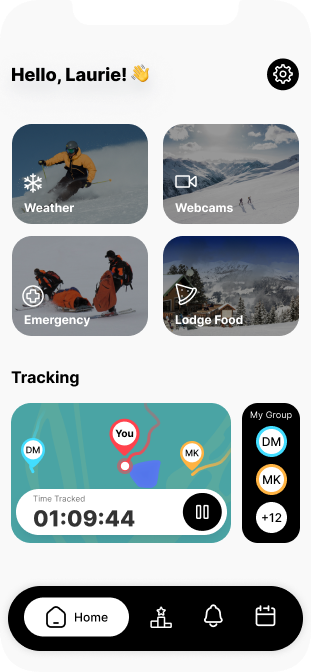 Hello, Laurie! 👋
Weather
Webcams
Emergency
Lodge Food
Tracking
DM
You
MK
Time Tracked
01:09:44
My Group
DM
MK
+12
Home